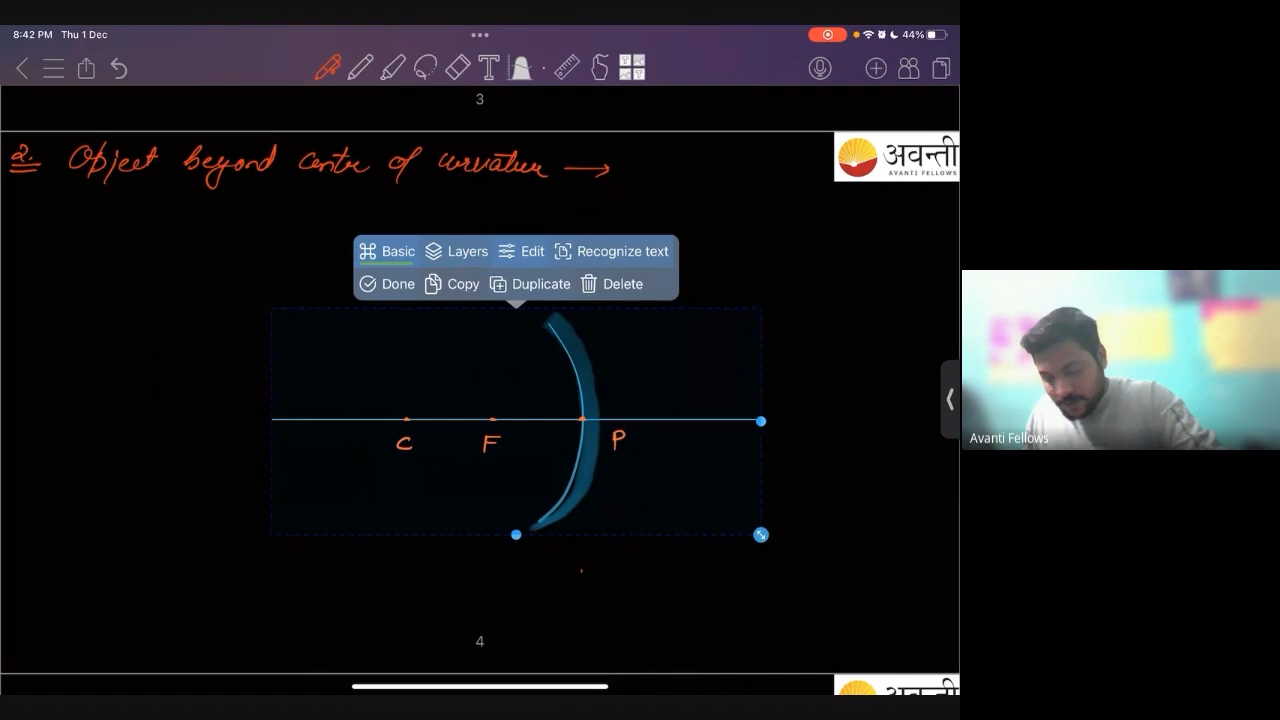 8:42 PM Thu 1 Dec
44%
3
2. Object beyond centre of curvature →
अवन्ती
AVANTI FELLOWS
Basic Layers Edit Recognize text
Done Copy Duplicate Delete
C F P
Avanti Fellows
4
अवन्ती